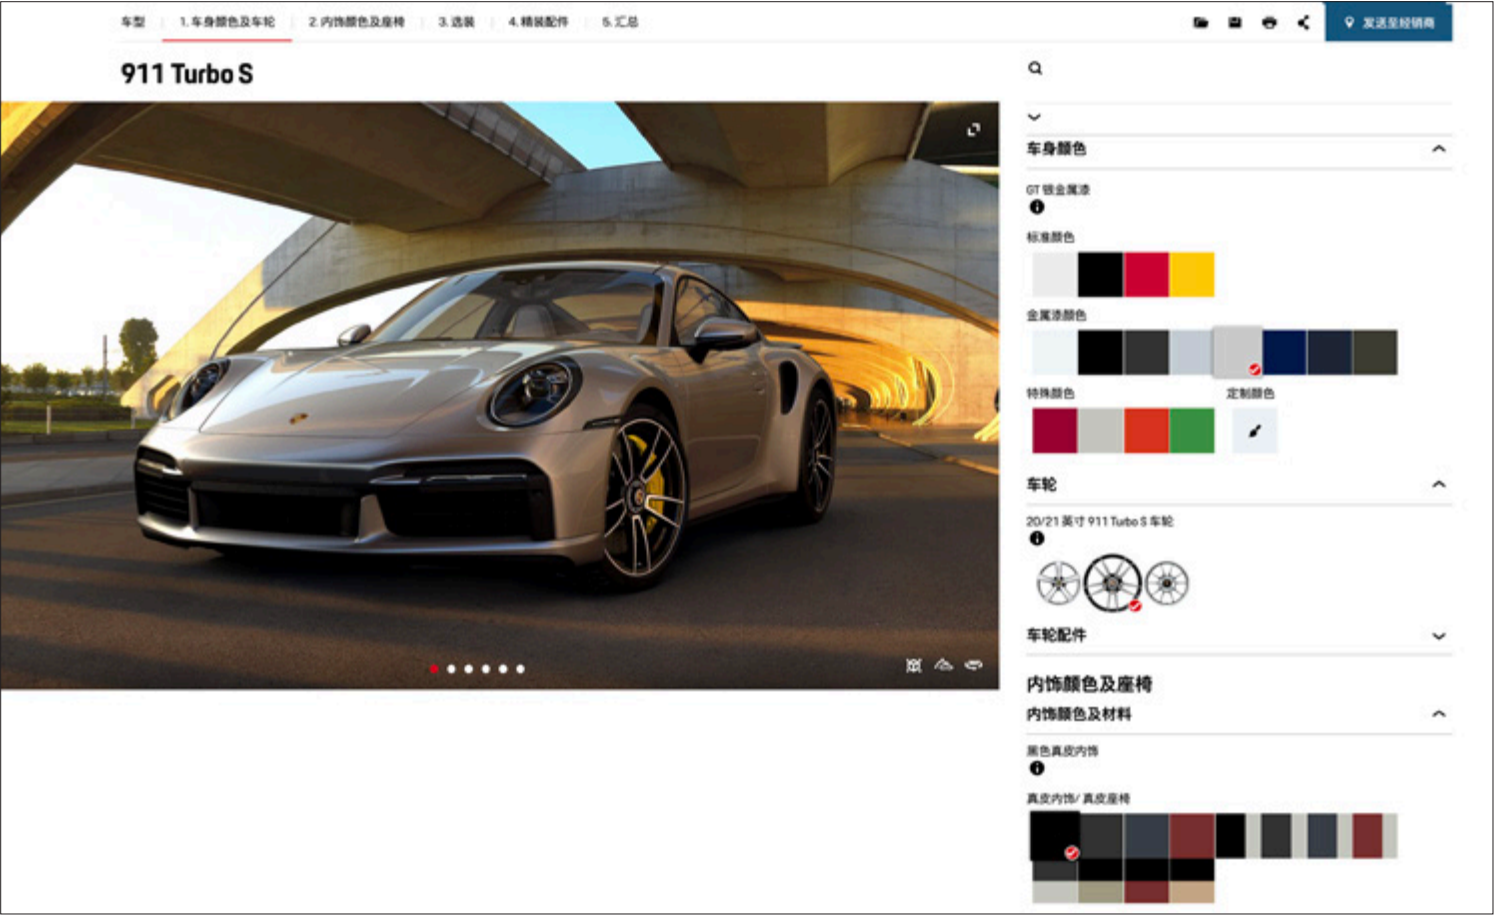 车型
1. 车身颜色及车轮
2. 内饰颜色及座椅
3. 选装
4. 精装配件
5. 汇总
发送至经销商
911 Turbo S
车身颜色
GT 银金属漆
标准颜色
金属漆颜色
特殊颜色
定制颜色
车轮
20/21 英寸 911 Turbo S 车轮
车轮配件
内饰颜色及座椅
内饰颜色及材料
黑色真皮内饰
真皮内饰/ 真皮座椅